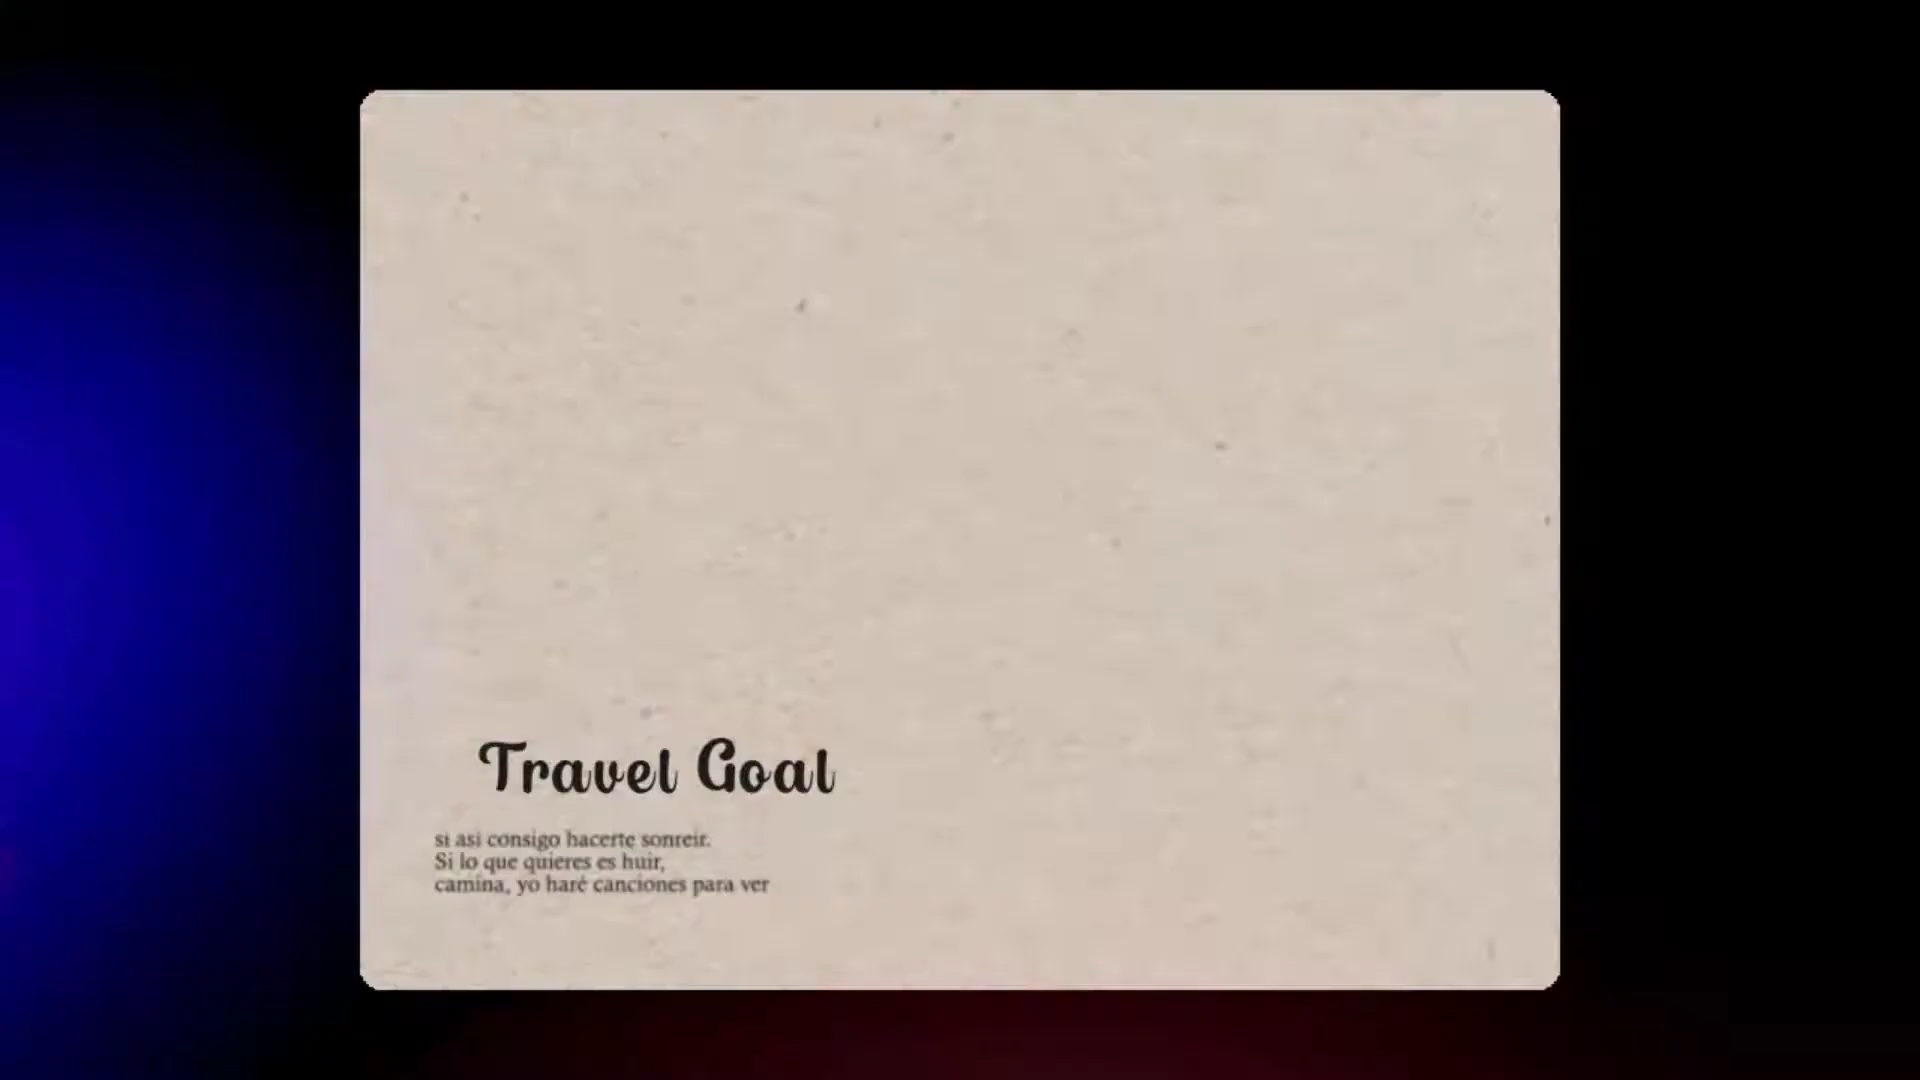 Travel Goal
si asi consigo hacerte sonreir.
Si lo que quieres es huir,
camina, yo haré canciones para ver